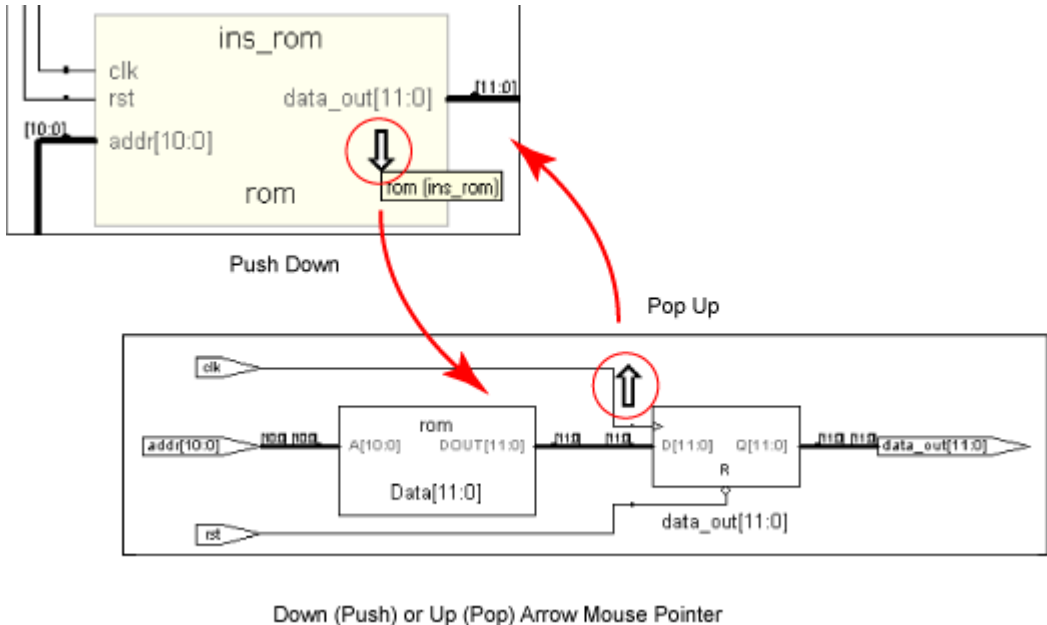 ins_rom
clk
rst
data_out[11:0]
[11:0]
[10:0]
addr[10:0]
rom (ins_rom)
rom
Push Down
Pop Up
clk
rom
addr[10:0]
[10:0] [10:0]
A[10:0] DOUT[11:0]
[11:0] [11:0]
D[11:0] Q[11:0]
[11:0] [11:0]
data_out[11:0]
R
Data[11:0]
data_out[11:0]
rst
Down (Push) or Up (Pop) Arrow Mouse Pointer